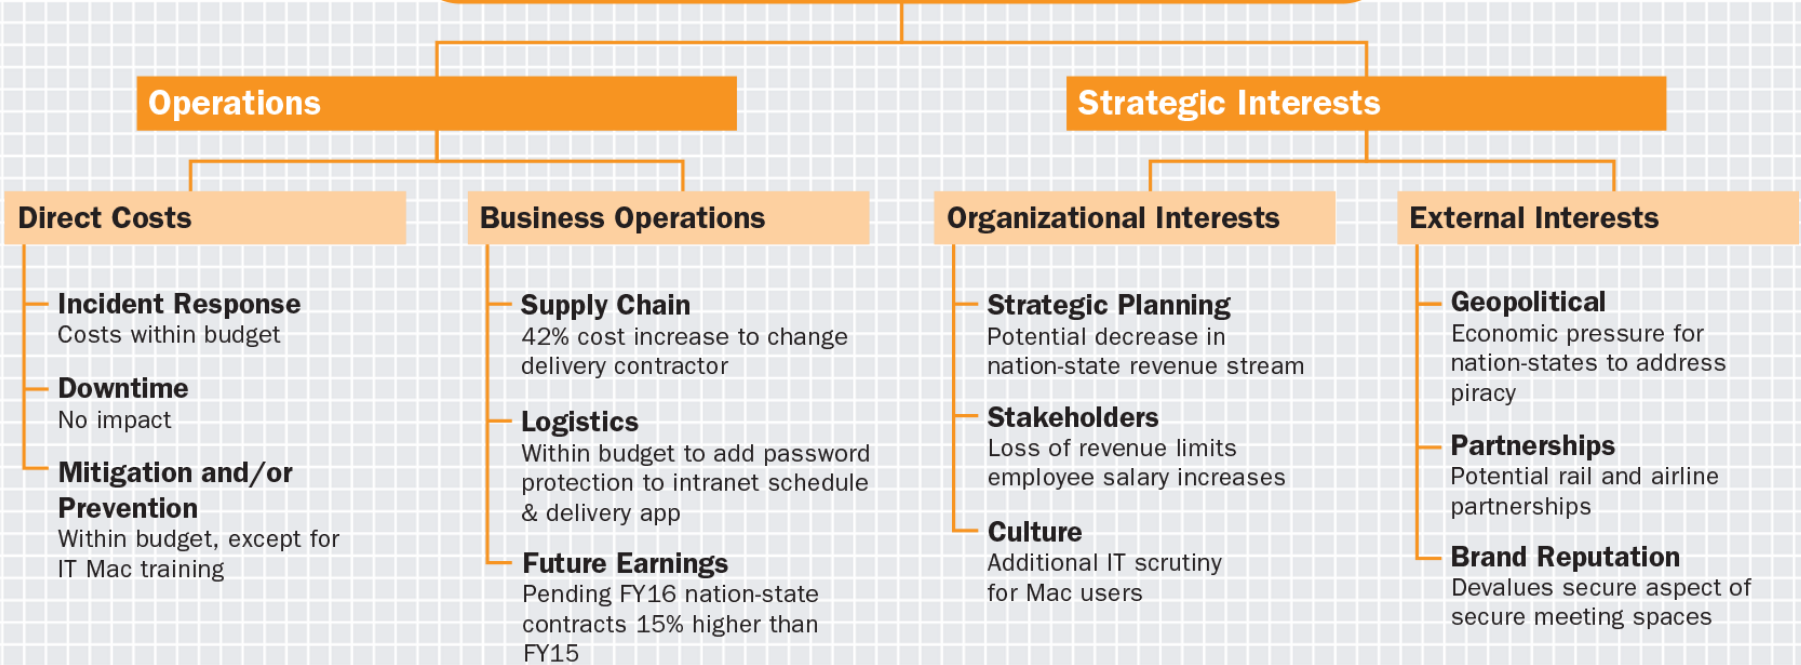 Operations
Strategic Interests
Direct Costs
Incident Response
Costs within budget
Downtime
No impact
Mitigation and/or
Prevention
Within budget, except for
IT Mac training
Business Operations
Supply Chain
42% cost increase to change
delivery contractor
Logistics
Within budget to add password
protection to intranet schedule
& delivery app
Future Earnings
Pending FY16 nation-state
contracts 15% higher than
FY15
Organizational Interests
Strategic Planning
Potential decrease in
nation-state revenue stream
Stakeholders
Loss of revenue limits
employee salary increases
Culture
Additional IT scrutiny
for Mac users
External Interests
Geopolitical
Economic pressure for
nation-states to address
piracy
Partnerships
Potential rail and airline
partnerships
Brand Reputation
Devalues secure aspect of
secure meeting spaces